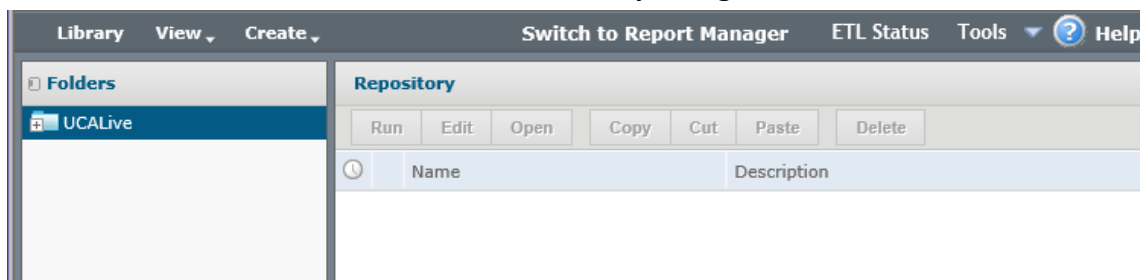 Library View Create Switch to Report Manager ETL Status Tools ? Help
Folders Repository
UCALive Run Edit Open Copy Cut Paste Delete
Name Description